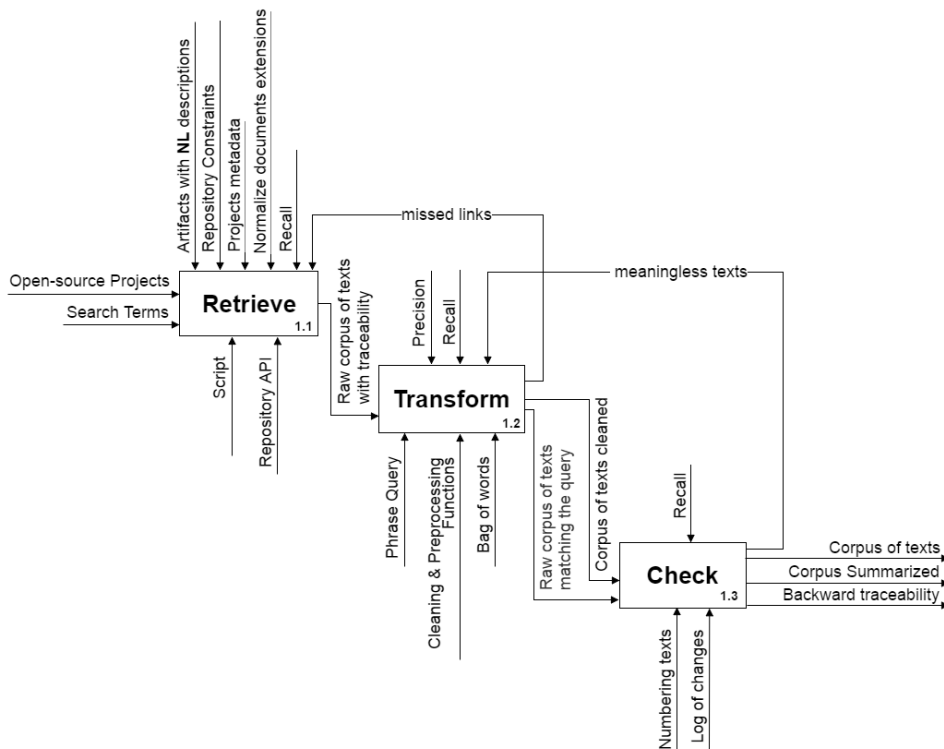 Artifacts with NL descriptions
Repository Constraints
Projects metadata
Normalize documents extensions
Recall
missed links
meaningless texts
Open-source Projects
Search Terms
Retrieve
1.1
Script
Repository API
Raw corpus of texts
with traceability
Precision
Recall
Transform
1.2
Phrase Query
Cleaning & Preprocessing
Functions
Bag of words
Raw corpus of texts
matching the query
Corpus of texts cleaned
Recall
Check
1.3
Corpus of texts
Corpus Summarized
Backward traceability
Numbering texts
Log of changes